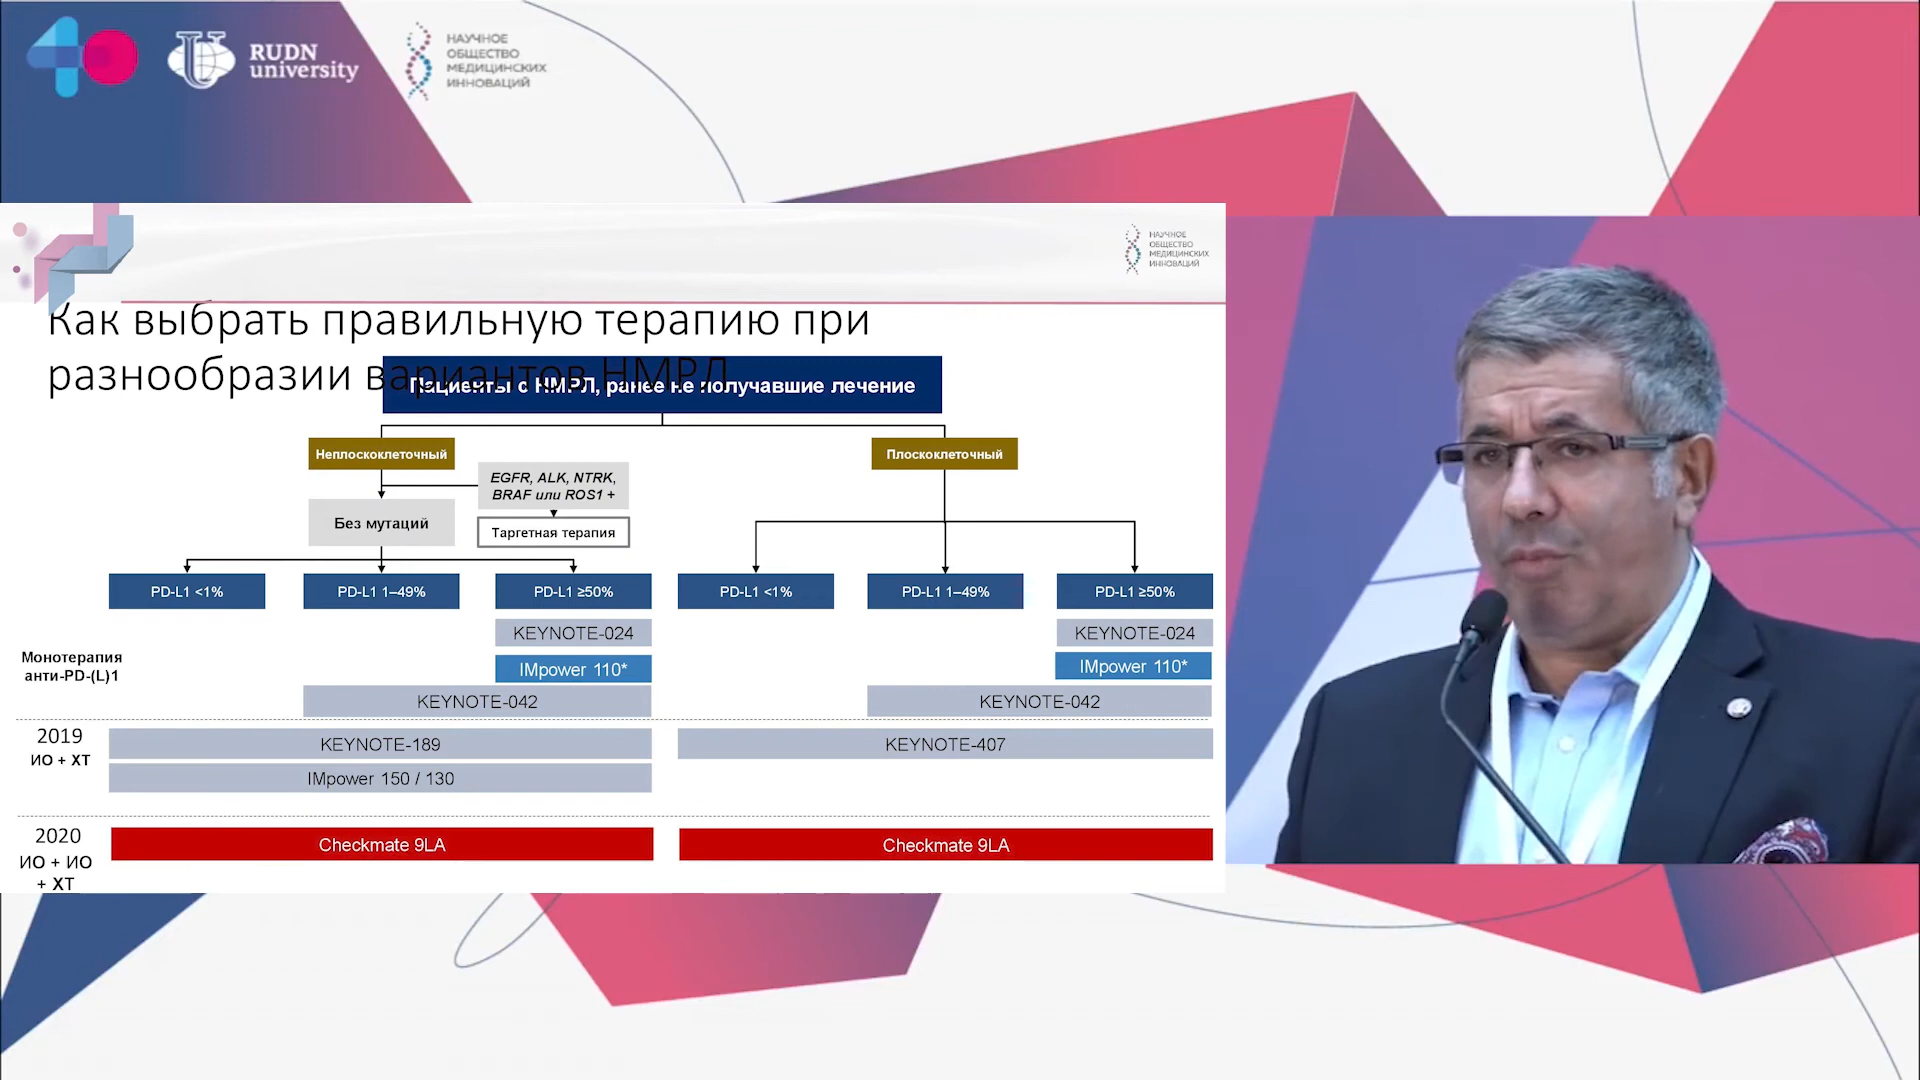 40
RUDN
university
НАУЧНОЕ
ОБЩЕСТВО
МЕДИЦИНСКИХ
ИННОВАЦИЙ
НАУЧНОЕ
ОБЩЕСТВО
МЕДИЦИНСКИХ
ИННОВАЦИЙ
Как выбрать правильную терапию при
разнообразии вариантов НМРЛ
Пациенты с НМРЛ, ранее не получавшие лечение
Неплоскоклеточный
Плоскоклеточный
EGFR, ALK, NTRK,
BRAF или ROS1 +
Без мутаций
Таргетная терапия
PD-L1 <1%
PD-L1 1–49%
PD-L1 ≥50%
PD-L1 <1%
PD-L1 1–49%
PD-L1 ≥50%
KEYNOTE-024
KEYNOTE-024
Монотерапия
анти-PD-(L)1
IMpower 110*
IMpower 110*
KEYNOTE-042
KEYNOTE-042
2019
ИО + ХТ
KEYNOTE-189
KEYNOTE-407
IMpower 150 / 130
2020
ИО + ИО
+ ХТ
Checkmate 9LA
Checkmate 9LA